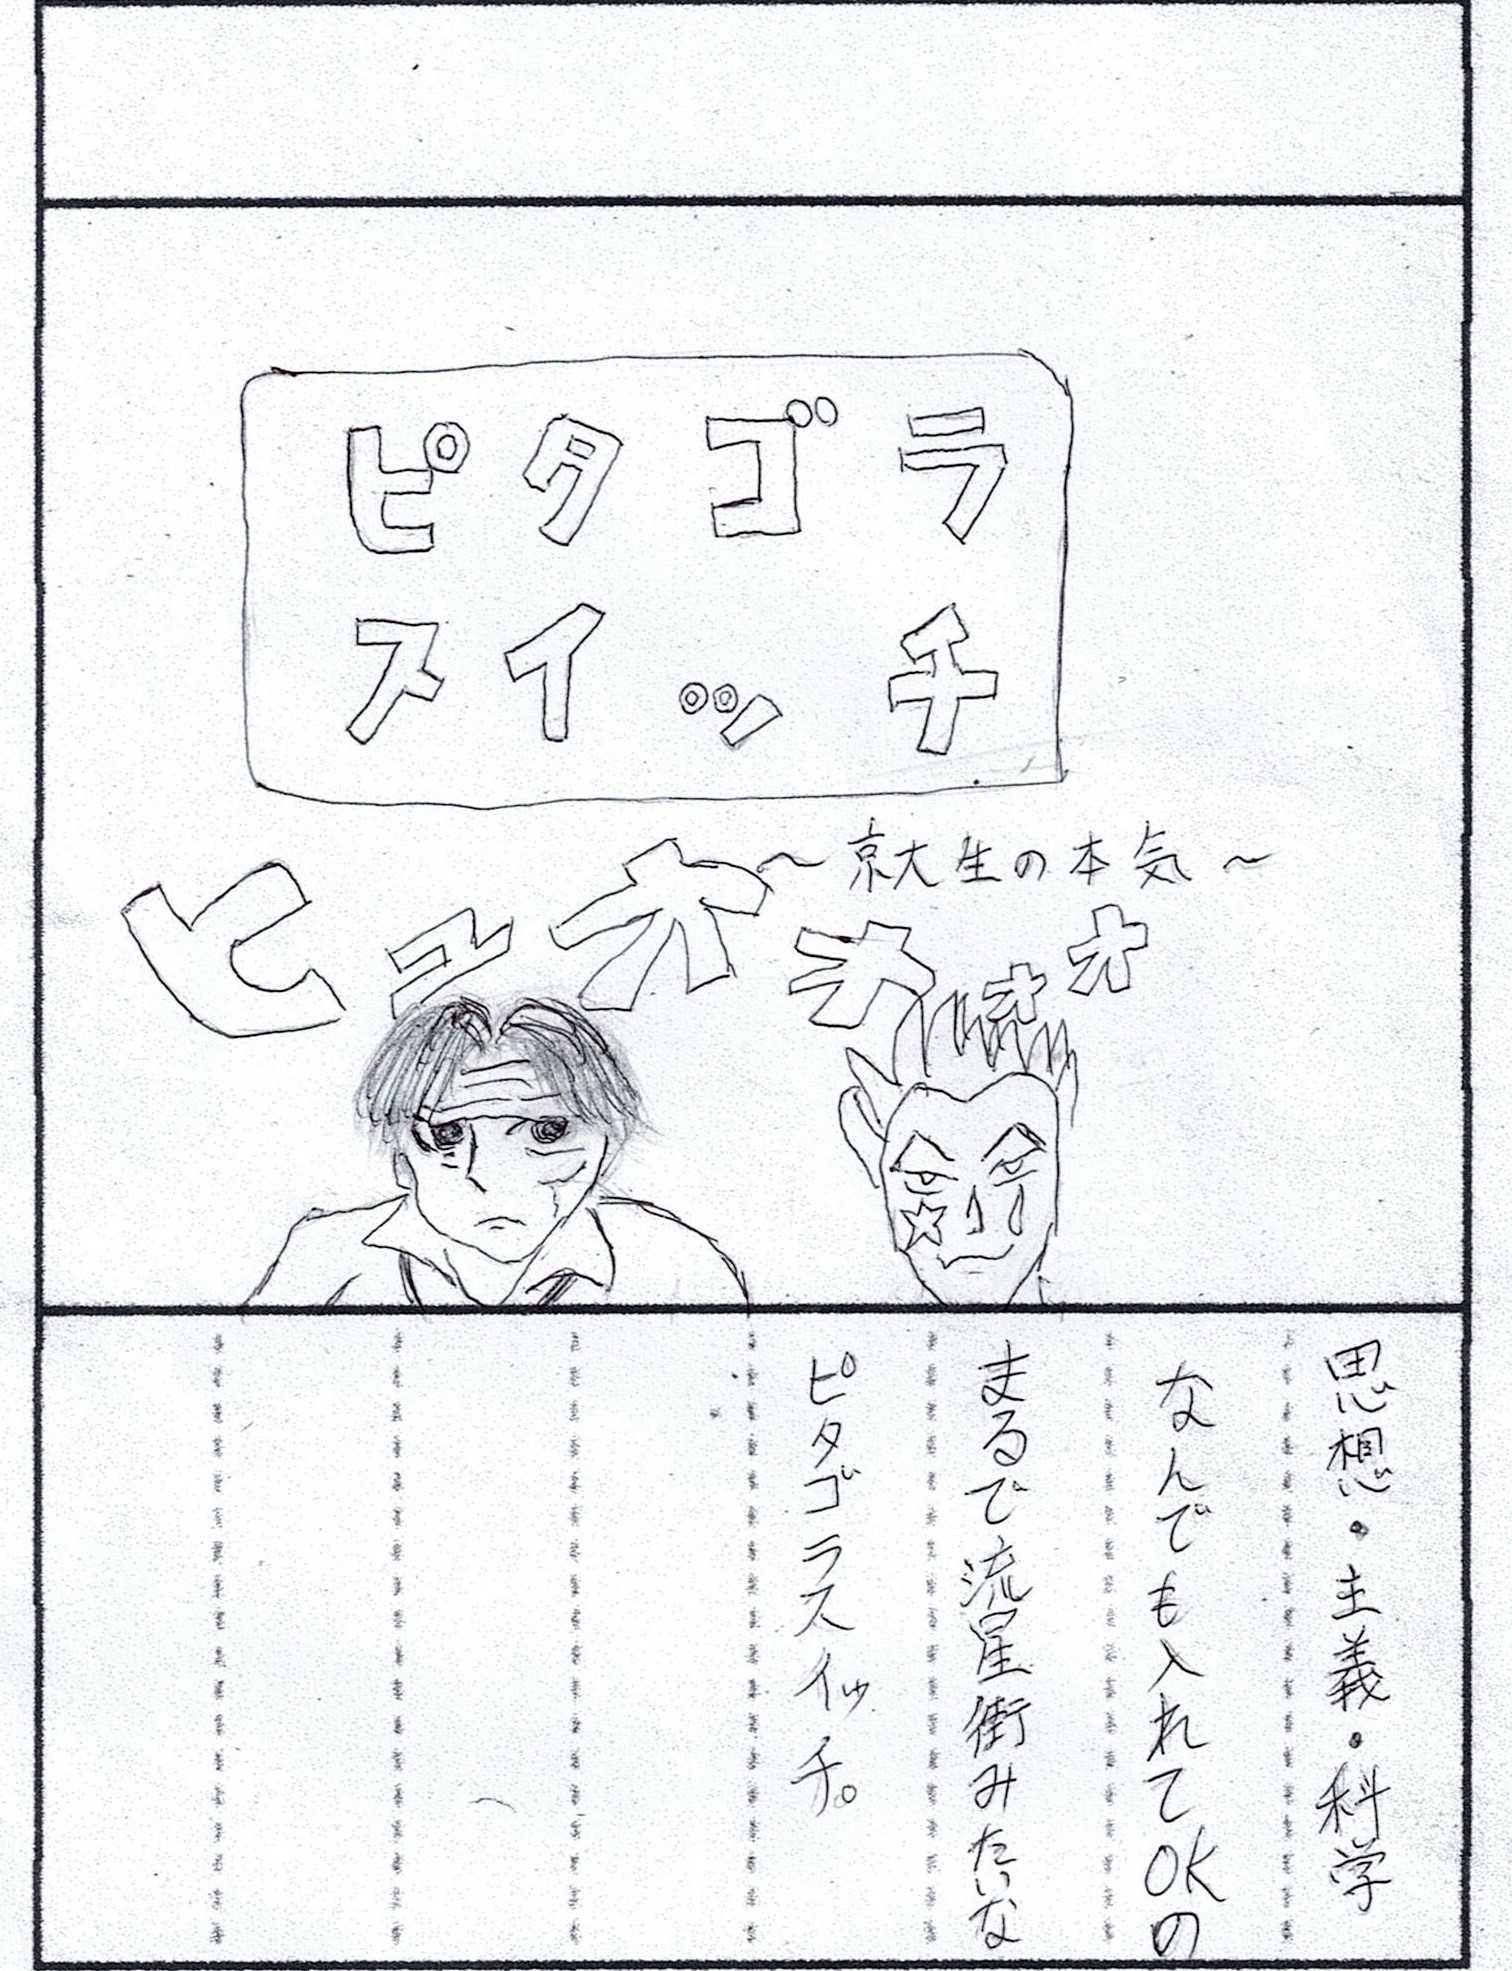 ピタゴラ
スイッチ
～京大生の本気～
ヒュオオオオ
思想・主義・科学
なんでも入れてOKの
まるで流星街みたいな
ピタゴラスイッチ。